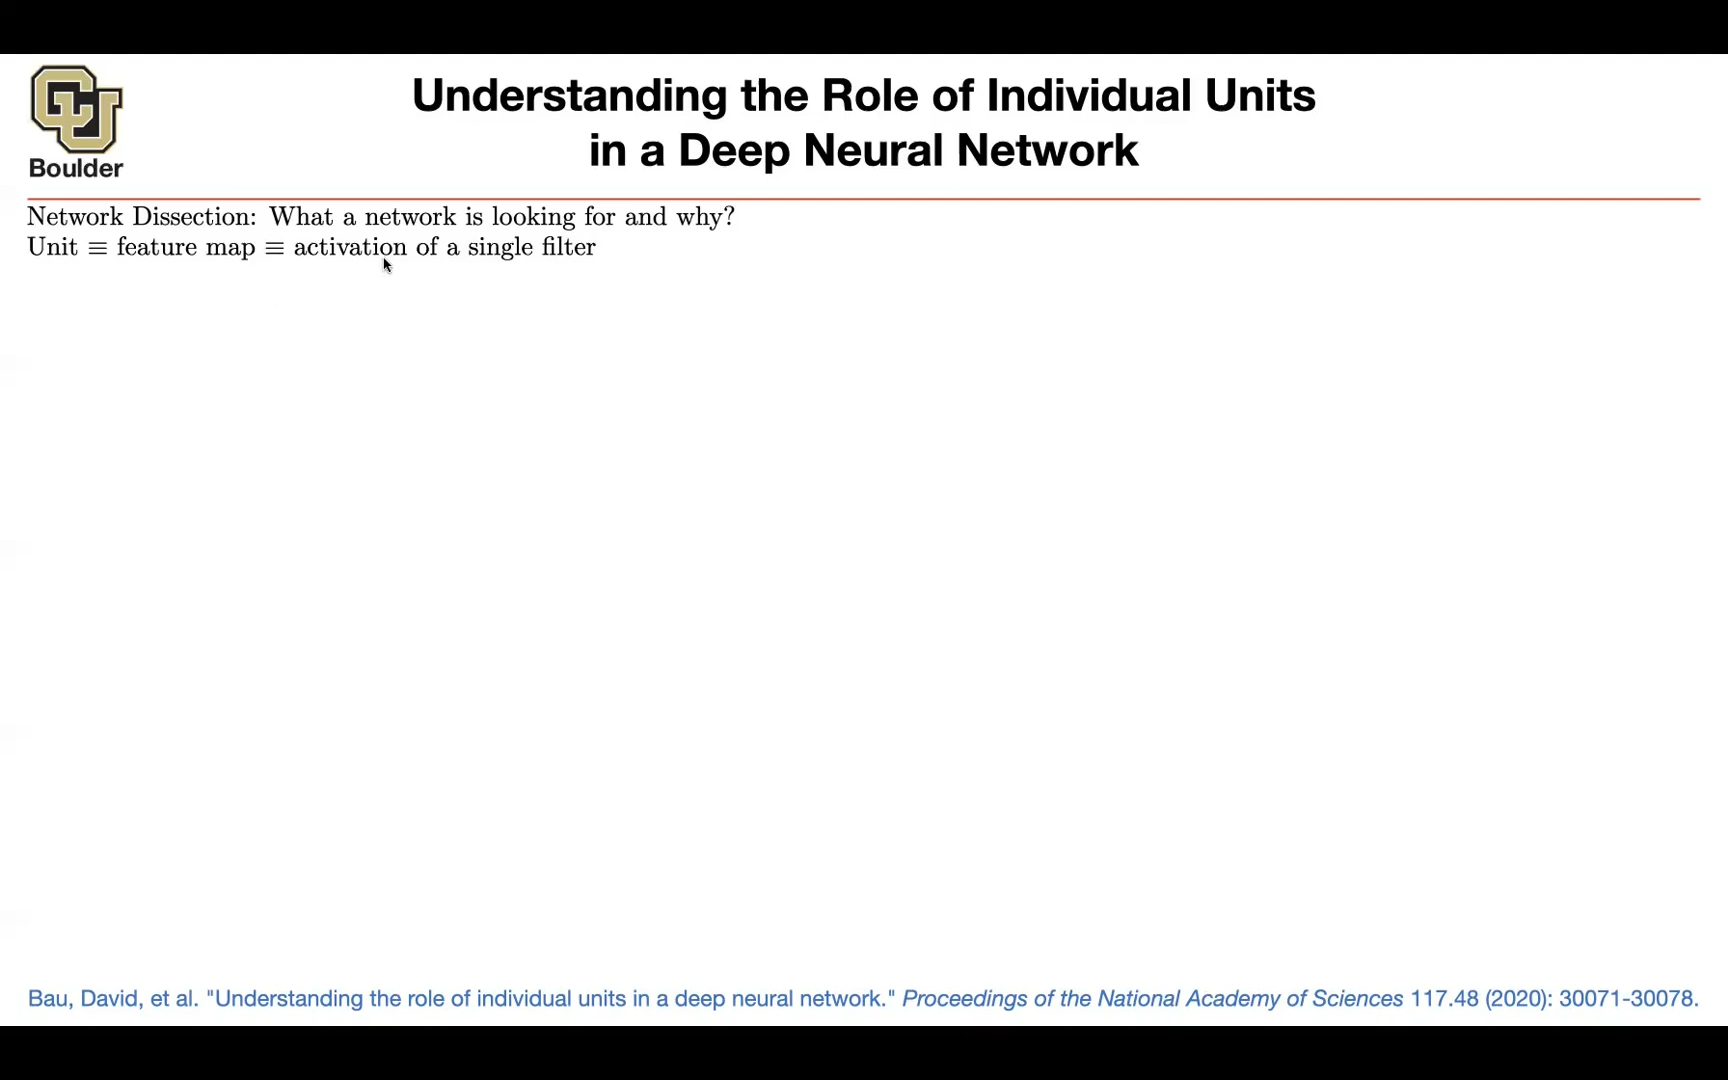 Understanding the Role of Individual Units
in a Deep Neural Network
Boulder
Network Dissection: What a network is looking for and why?
Unit ≡ feature map ≡ activation of a single filter
Bau, David, et al. "Understanding the role of individual units in a deep neural network." Proceedings of the National Academy of Sciences 117.48 (2020): 30071-30078.